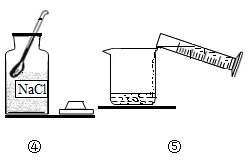 NaCl
④ ⑤